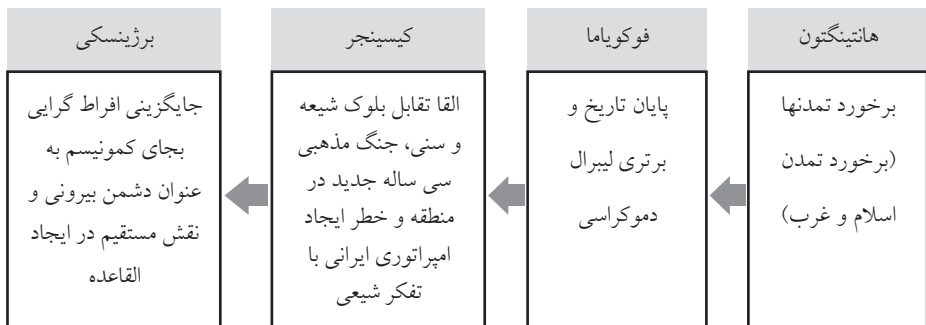 هانتینگتون
برخورد تمدنها
(برخورد تمدن
اسلام و غرب)
فوکویاما
پایان تاریخ و
برتری لیبرال
دموکراسی
کیسینجر
القا تقابل بلوک شیعه
و سنی، جنگ مذهبی
سی ساله جدید در
منطقه و خطر ایجاد
امپراتوری ایرانی با
تفکر شیعی
برژینسکی
جایگزینی افراط گرایی
بجای کمونیسم به
عنوان دشمن بیرونی و
نقش مستقیم در ایجاد
القاعده